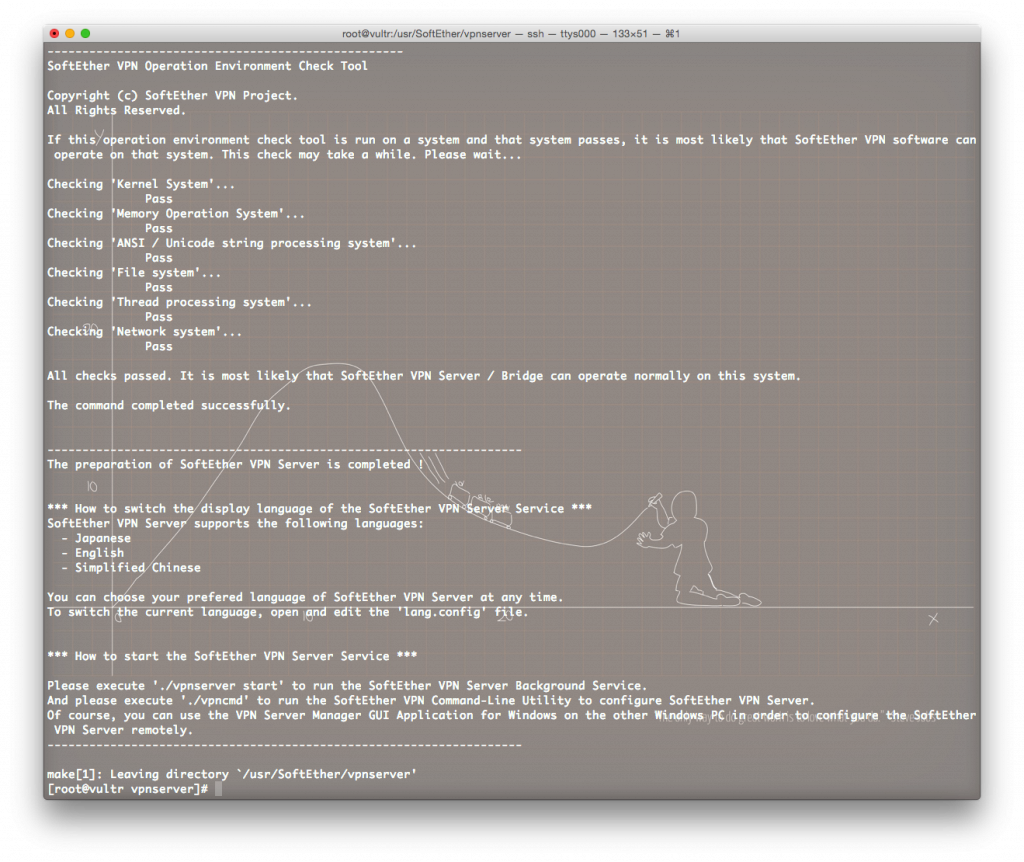 root@vultr:/usr/SoftEther/vpnserver — ssh — ttys000 — 133×51 — ⌘1
---------------------------------------------------
SoftEther VPN Operation Environment Check Tool
Copyright (c) SoftEther VPN Project.
All Rights Reserved.
If this operation environment check tool is run on a system and that system passes, it is most likely that SoftEther VPN software can
operate on that system. This check may take a while. Please wait...
Checking 'Kernel System'...
Pass
Checking 'Memory Operation System'...
Pass
Checking 'ANSI / Unicode string processing system'...
Pass
Checking 'File system'...
Pass
Checking 'Thread processing system'...
Pass
Checking 'Network system'...
Pass
All checks passed. It is most likely that SoftEther VPN Server / Bridge can operate normally on this system.
The command completed successfully.
--------------------------------------------------------------------
The preparation of SoftEther VPN Server is completed !
*** How to switch the display language of the SoftEther VPN Server Service ***
SoftEther VPN Server supports the following languages:
- Japanese
- English
- Simplified Chinese
You can choose your prefered language of SoftEther VPN Server at any time.
To switch the current language, open and edit the 'lang.config' file.
*** How to start the SoftEther VPN Server Service ***
Please execute './vpnserver start' to run the SoftEther VPN Server Background Service.
And please execute './vpncmd' to run the SoftEther VPN Command-Line Utility to configure SoftEther VPN Server.
Of course, you can use the VPN Server Manager GUI Application for Windows on the other Windows PC in order to configure the SoftEther
VPN Server remotely.
--------------------------------------------------------------------
make[1]: Leaving directory `/usr/SoftEther/vpnserver'
[root@vultr vpnserver]#
Y
20
10
0
10
20
X